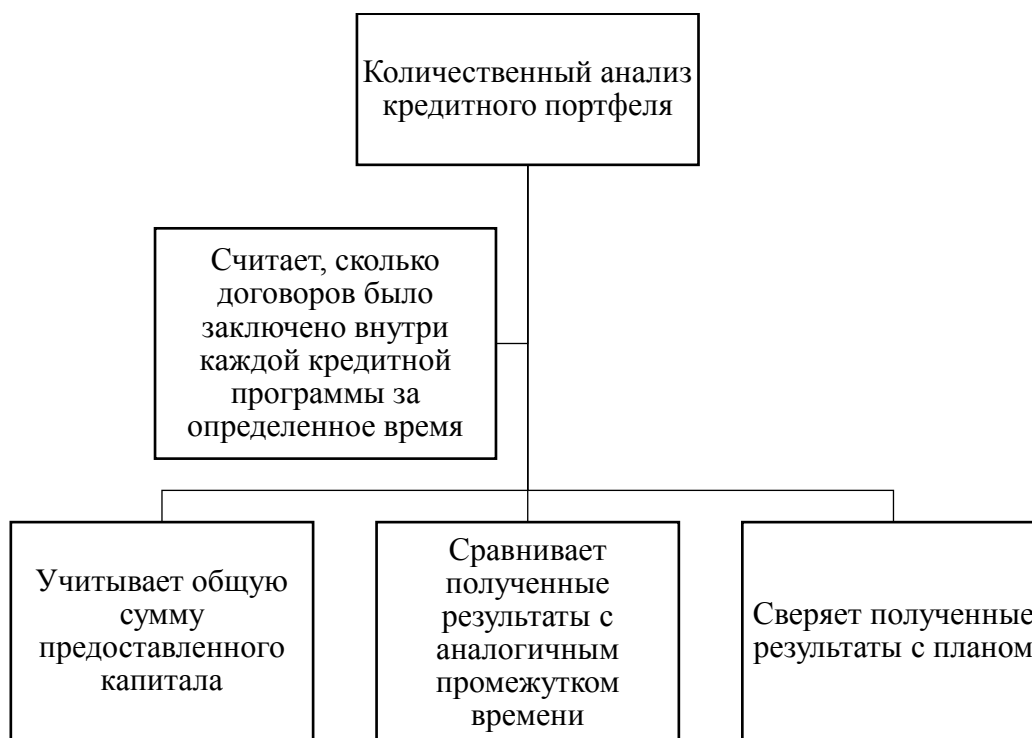 Количественный анализ
кредитного портфеля
Считает, сколько
договоров было
заключено внутри
каждой кредитной
программы за
определенное время
Учитывает общую
сумму
предоставленного
капитала
Сравнивает
полученные
результаты с
аналогичным
промежутком
времени
Сверяет полученные
результаты с планом